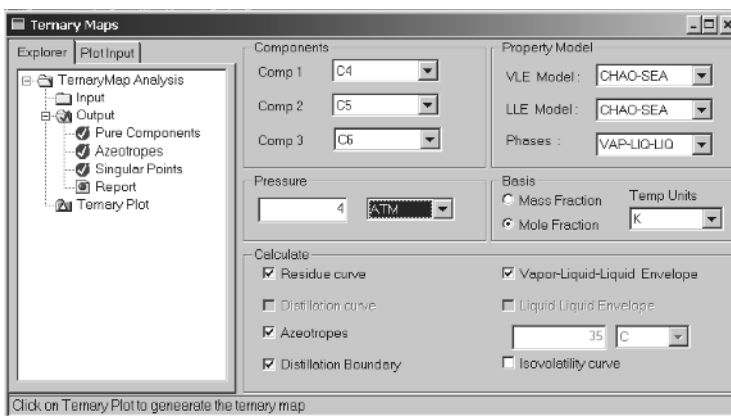 Ternary Maps
Explorer
PlotInput
TernaryMap Analysis
Input
Output
Pure Components
Azeotropes
Singular Points
Report
Ternary Plot
Components
Comp 1 C4
Comp 2 C5
Comp 3 C6
Property Model
VLE Model : CHAO-SEA
LLE Model : CHAO-SEA
Phases : VAP-LIQ-LIQ
Pressure
4 ATM
Basis
Mass Fraction
Mole Fraction
Temp Units
K
Calculate
Residue curve
Distillation curve
Azeotropes
Distillation Boundary
Vapor-Liquid-Liquid Envelope
Liquid-Liquid Envelope
35 C
Isovolatility curve
Click on Ternary Plot to genearate the ternary map